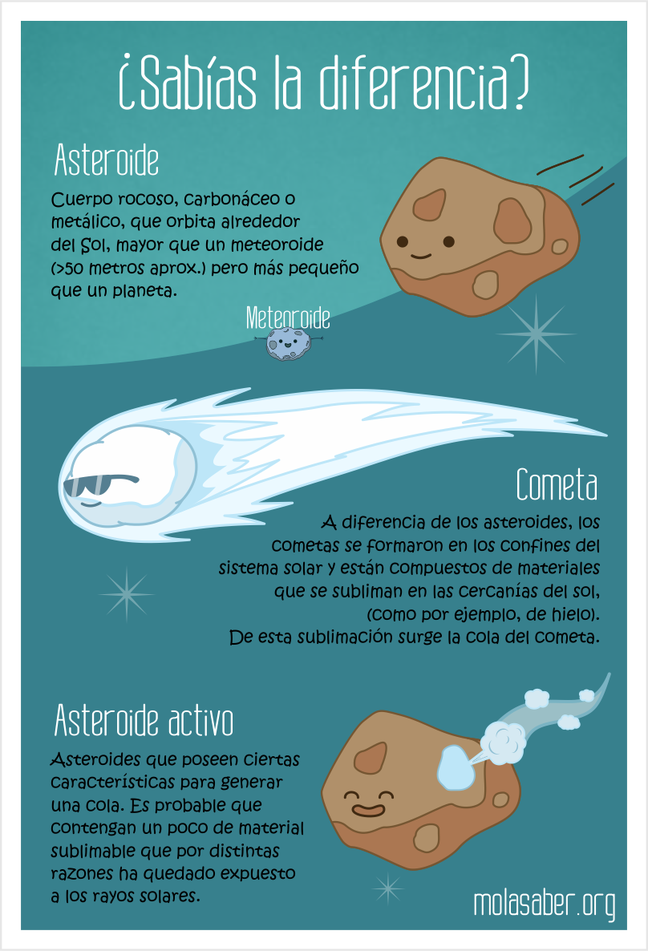 ¿Sabías la diferencia?
Asteroide
Cuerpo rocoso, carbonáceo o
metálico, que orbita alrededor
del Sol, mayor que un meteoroide
(>50 metros aprox.) pero más pequeño
que un planeta.
Meteoroide
Cometa
A diferencia de los asteroides, los
cometas se formaron en los confines del
sistema solar y están compuestos de materiales
que se subliman en las cercanías del sol,
(como por ejemplo, de hielo).
De esta sublimación surge la cola del cometa.
Asteroide activo
Asteroides que poseen ciertas
características para generar
una cola. Es probable que
contengan un poco de material
sublimable que por distintas
razones ha quedado expuesto
a los rayos solares.
molasaber.org